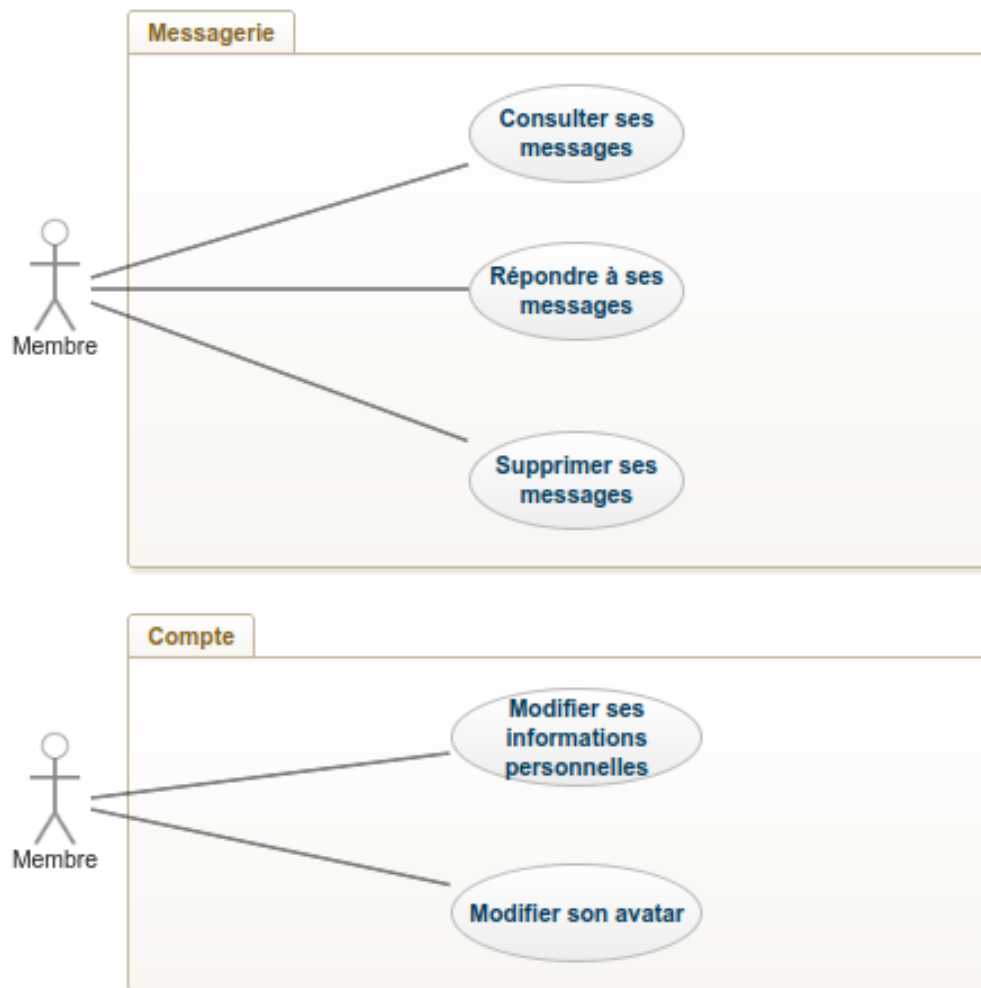 Messagerie
Consulter ses
messages
Répondre à ses
messages
Membre
Supprimer ses
messages
Compte
Modifier ses
informations
personnelles
Membre
Modifier son avatar